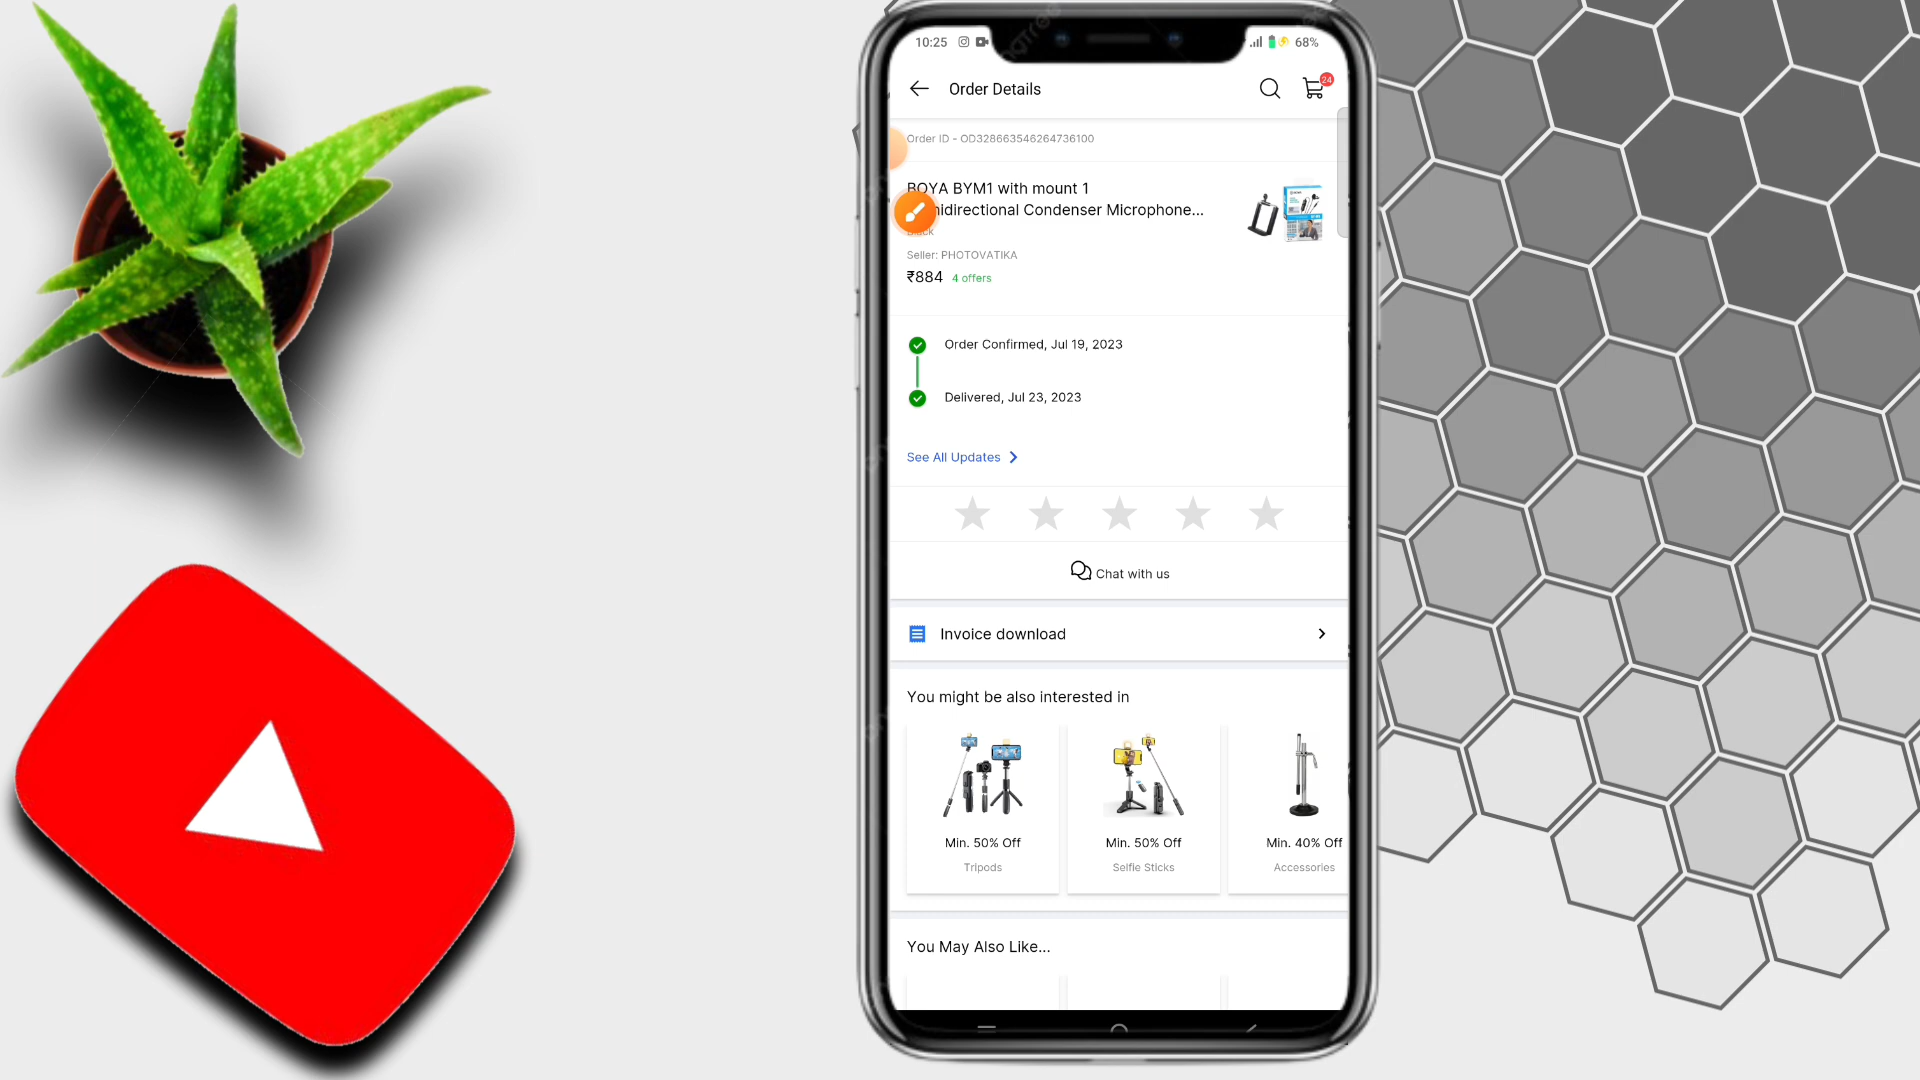 10:25
68%
Order Details
24
Order ID - OD328663546264736100
BOYA BYM1 with mount 1
nidirectional Condenser Microphone...
Seller: PHOTOVATIKA
₹884 4 offers
Order Confirmed, Jul 19, 2023
Delivered, Jul 23, 2023
See All Updates
Chat with us
Invoice download
You might be also interested in
Min. 50% Off
Tripods
Min. 50% Off
Selfie Sticks
Min. 40% Off
Accessories
You May Also Like...